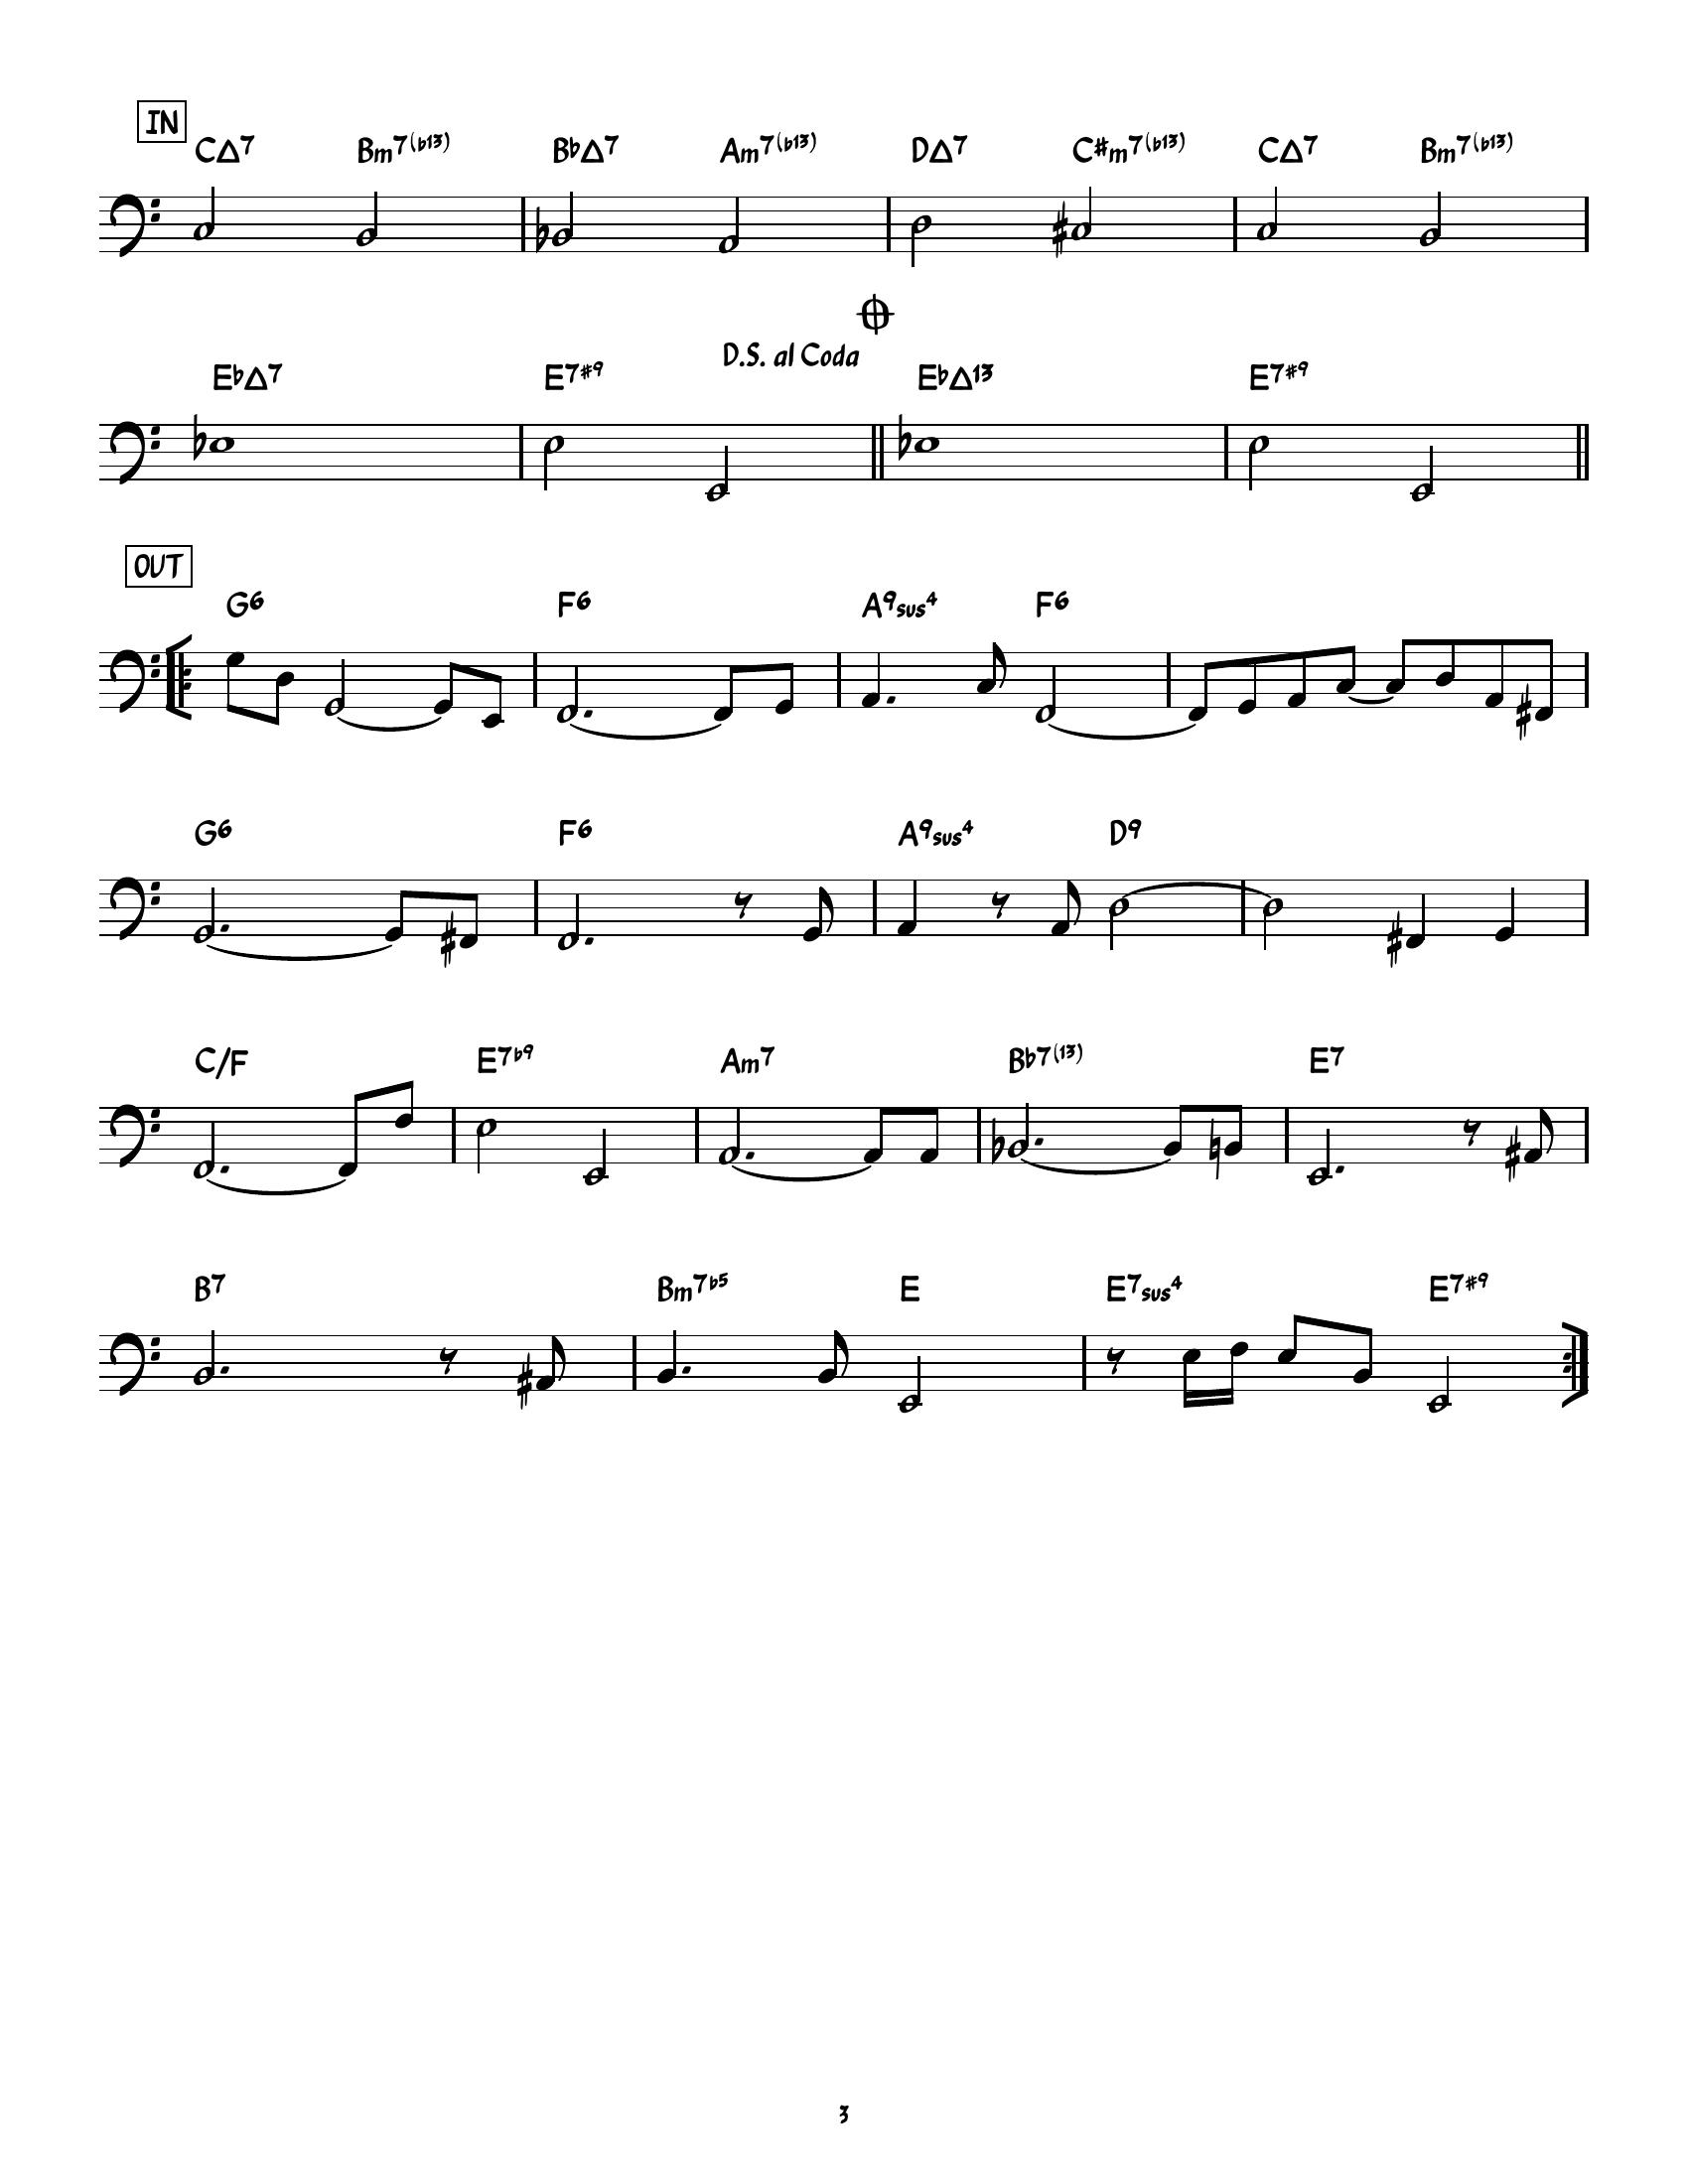 IN
C△7 Bm7(b13) Bb△7 Am7(b13) D△7 C#m7(b13) C△7 Bm7(b13)
D.S. al Coda
Eb△7 E7#9 Eb△13 E7#9
OUT
G6 F6 A9sus4 F6
G6 F6 A9sus4 D9
C/F E7b9 Am7 Bb7(13) E7
B7 Bm7b5 E E7sus4 E7#9
3